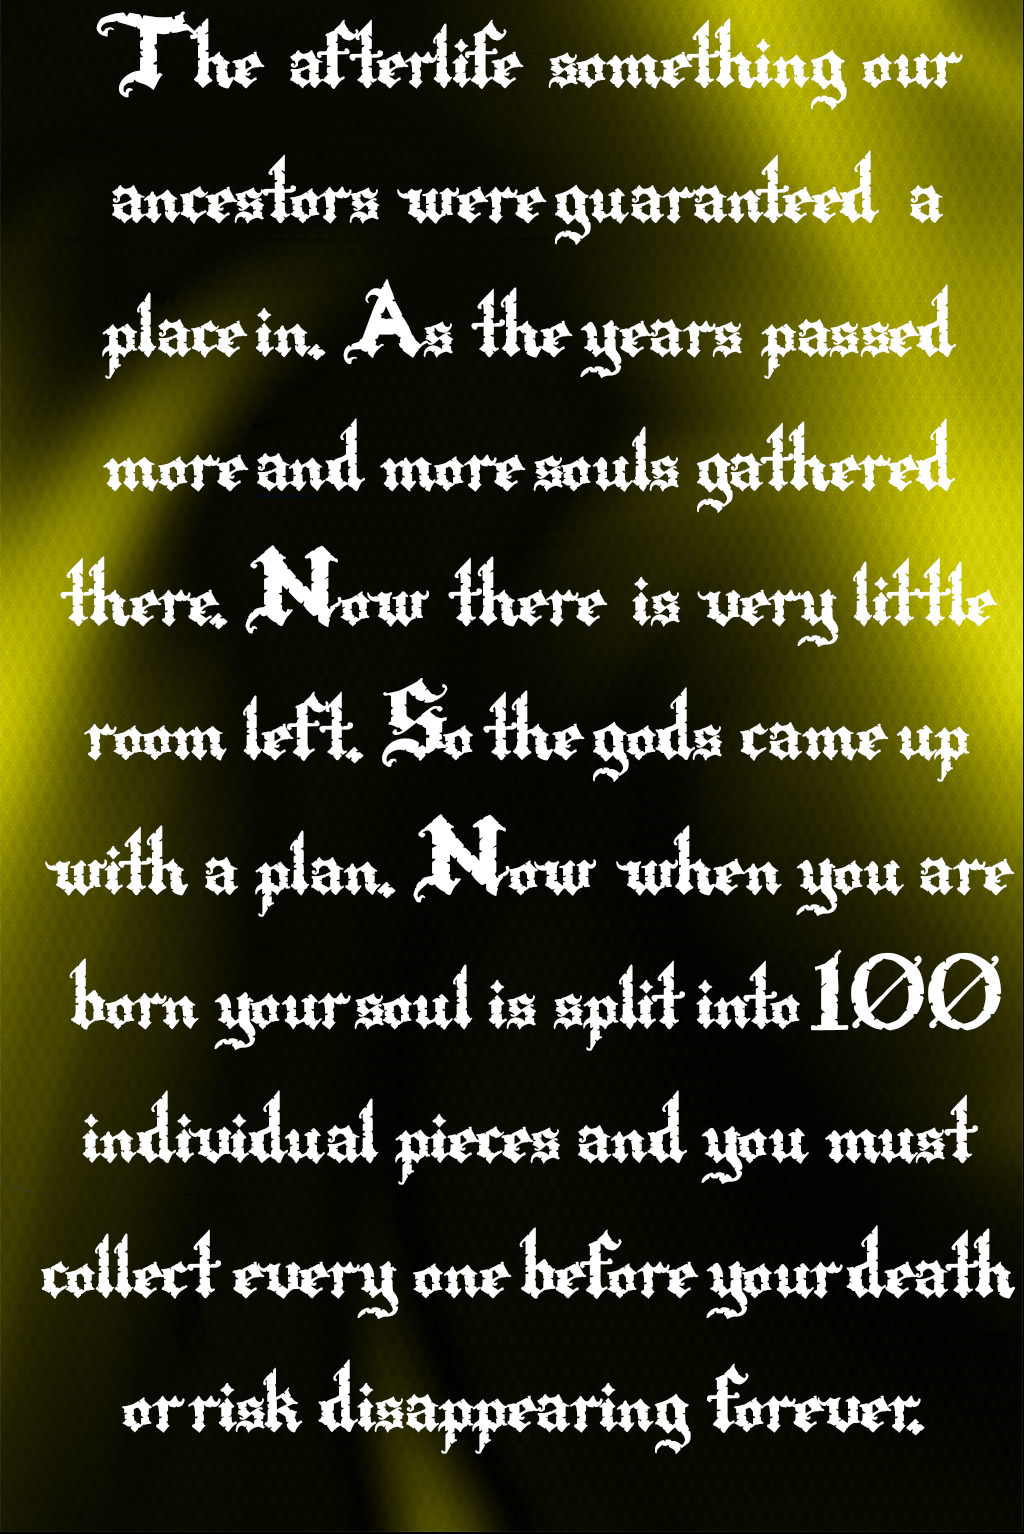 The afterlife something our
ancestors were guaranteed a
place in. As the years passed
more and more souls gathered
there. Now there is very little
room left. So the gods came up
with a plan. Now when you are
born your soul is split into 100
individual pieces and you must
collect every one before your death
or risk disappearing forever.